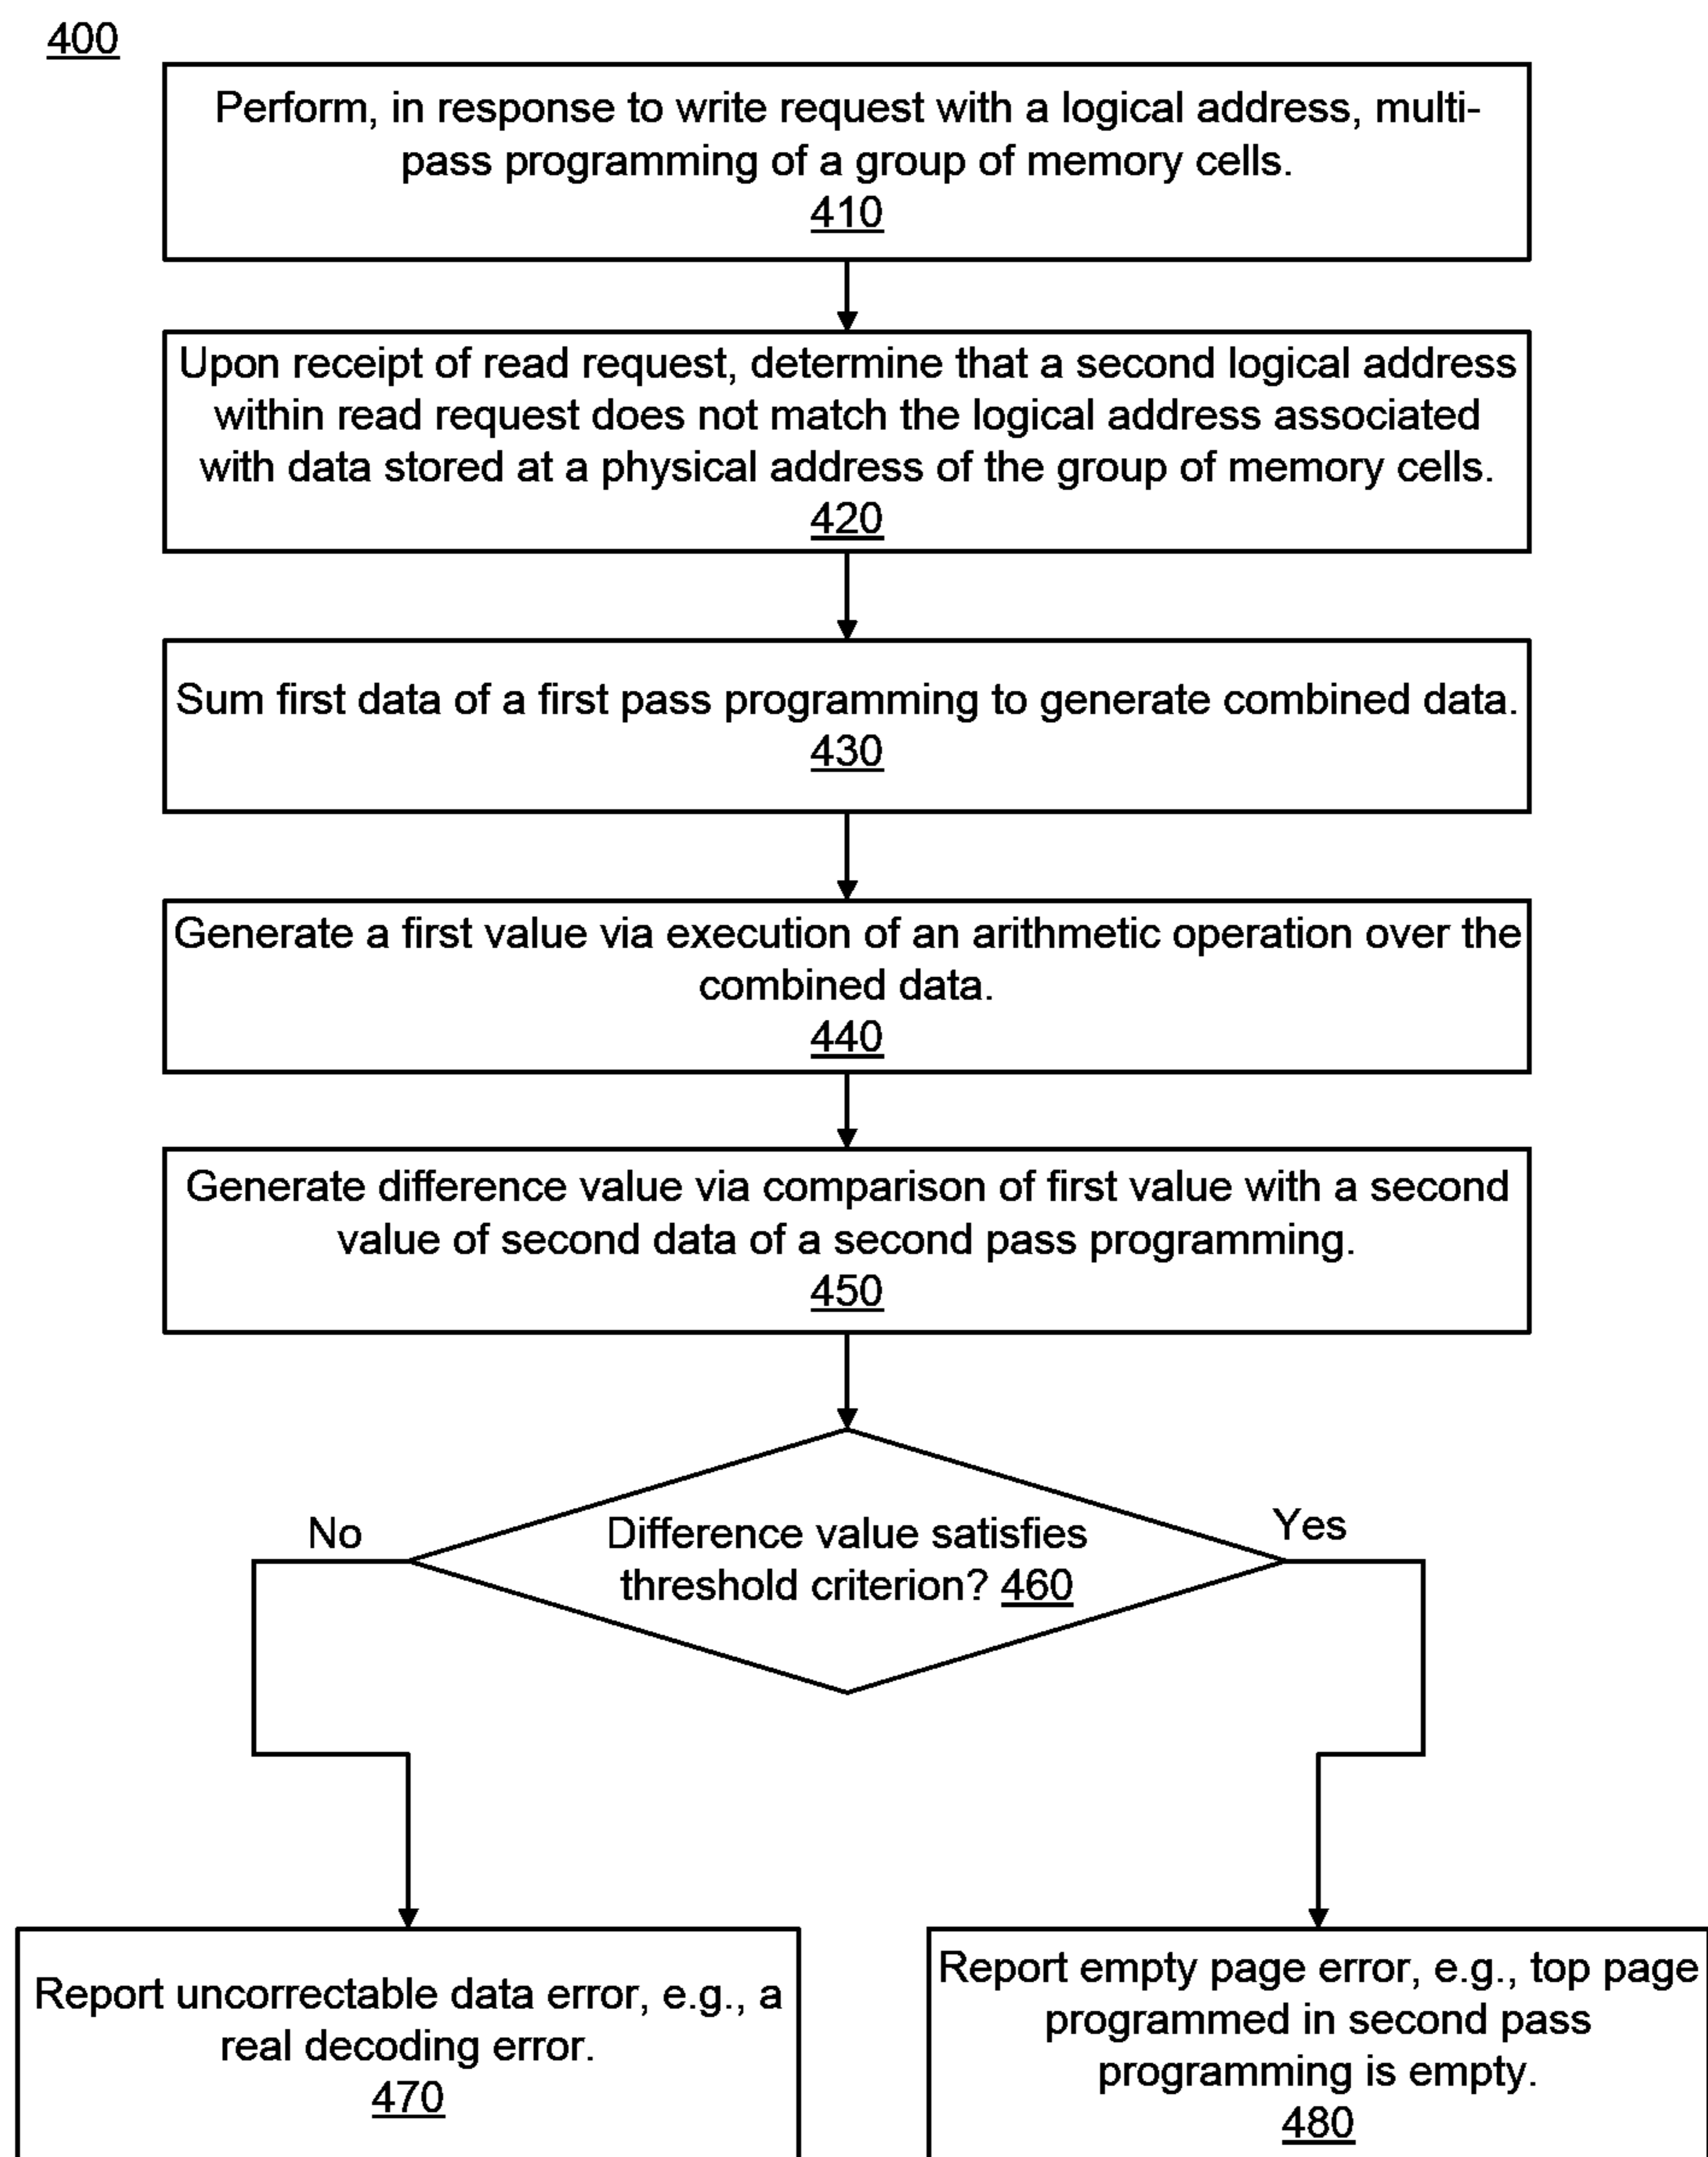 400
Perform, in response to write request with a logical address, multi-
pass programming of a group of memory cells.
410
Upon receipt of read request, determine that a second logical address
within read request does not match the logical address associated
with data stored at a physical address of the group of memory cells.
420
Sum first data of a first pass programming to generate combined data.
430
Generate a first value via execution of an arithmetic operation over the
combined data.
440
Generate difference value via comparison of first value with a second
value of second data of a second pass programming.
450
No
Difference value satisfies
threshold criterion? 460
Yes
Report uncorrectable data error, e.g., a
real decoding error.
470
Report empty page error, e.g., top page
programmed in second pass
programming is empty.
480